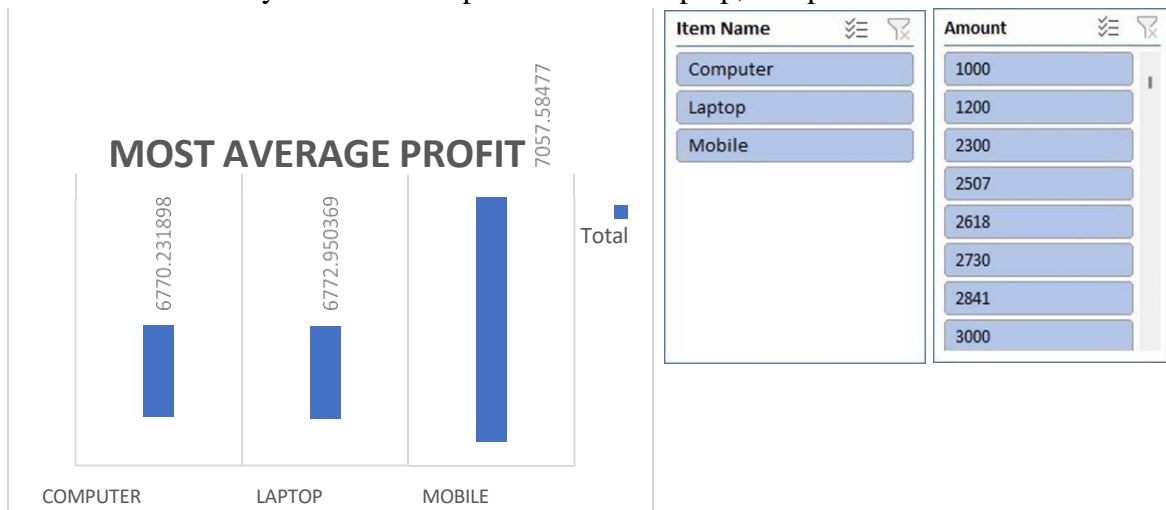 MOST AVERAGE PROFIT
6770.231898
6772.950369
7057.58477
Total
COMPUTER
LAPTOP
MOBILE
Item Name
Computer
Laptop
Mobile
Amount
1000
1200
2300
2507
2618
2730
2841
3000